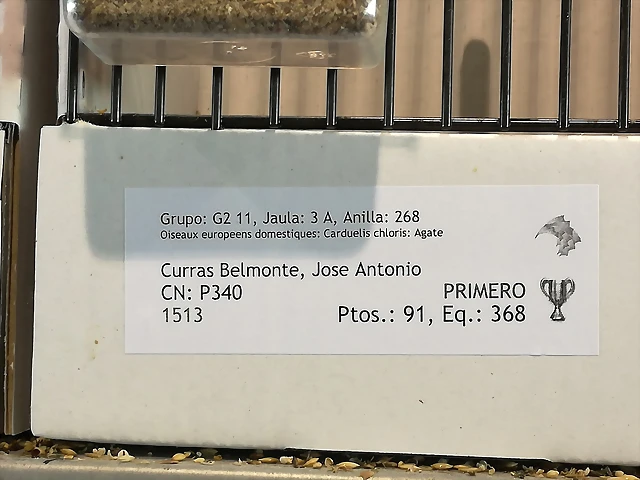 Grupo: G2 11, Jaula: 3 A, Anilla: 268
Oiseaux europeens domestiques: Carduelis chloris: Agate
Curras Belmonte, Jose Antonio
CN: P340 PRIMERO
1513 Ptos.: 91, Eq.: 368